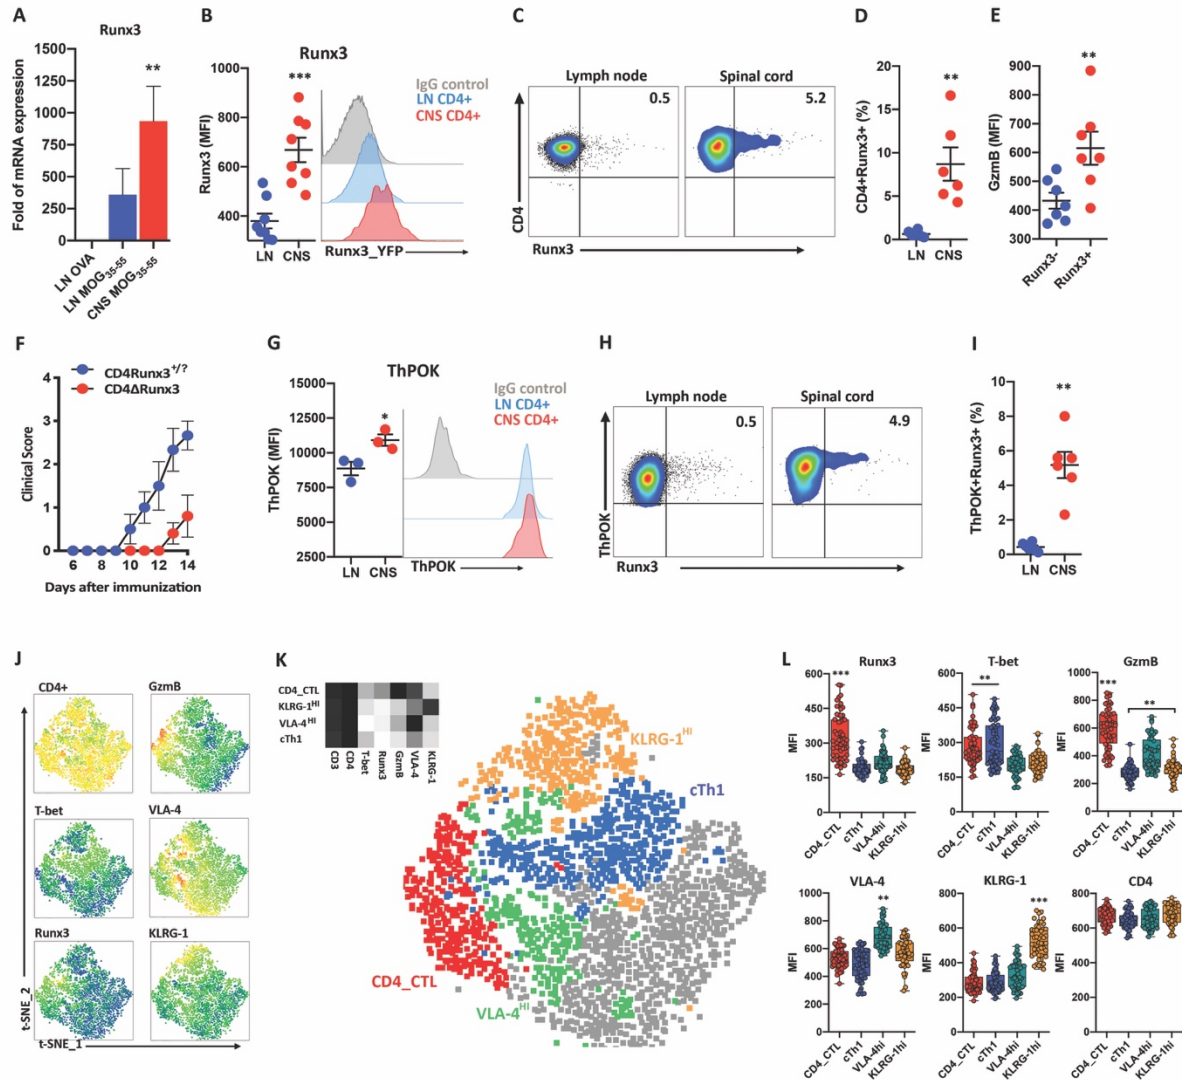 A
Runx3
Fold of mRNA expression
1500
1250
1000
750
500
250
0
**
LN OVA
LN MOG35-55
CNS MOG35-55
B
Runx3
Runx3 (MFI)
1000
800
600
400
***
LN CNS
IgG control
LN CD4+
CNS CD4+
Runx3_YFP
C
Lymph node
Spinal cord
0.5
5.2
CD4
Runx3
D
CD4+Runx3+ (%)
20
15
10
5
0
**
LN CNS
E
GzmB (MFI)
900
800
700
600
500
400
300
**
Runx3-
Runx3+
F
CD4Runx3+/?
CD4ΔRunx3
Clinical Score
4
3
2
1
0
6 8 10 12 14
Days after immunization
G
ThPOK
ThPOK (MFI)
15000
12500
10000
7500
5000
2500
*
LN CNS
IgG control
LN CD4+
CNS CD4+
ThPOK
H
Lymph node
Spinal cord
0.5
4.9
ThPOK
Runx3
I
ThPOK+Runx3+ (%)
10
8
6
4
2
0
**
LN CNS
J
CD4+
GzmB
T-bet
VLA-4
Runx3
KLRG-1
t-SNE_2
t-SNE_1
K
CD4_CTL
KLRG-1HI
VLA-4HI
cTh1
CD3
CD4
T-bet
Runx3
GzmB
VLA-4
KLRG-1
KLRG-1HI
cTh1
CD4_CTL
VLA-4HI
L
Runx3
MFI
600
450
300
150
0
***
CD4_CTL
cTh1
VLA-4hi
KLRG-1hi
T-bet
MFI
600
450
300
150
0
**
CD4_CTL
cTh1
VLA-4hi
KLRG-1hi
GzmB
MFI
1000
800
600
400
200
0
***
**
CD4_CTL
cTh1
VLA-4hi
KLRG-1hi
VLA-4
MFI
1000
800
600
400
200
0
**
CD4_CTL
cTh1
VLA-4hi
KLRG-1hi
KLRG-1
MFI
800
600
400
200
0
***
CD4_CTL
cTh1
VLA-4hi
KLRG-1hi
CD4
MFI
800
600
400
200
0
CD4_CTL
cTh1
VLA-4hi
KLRG-1hi